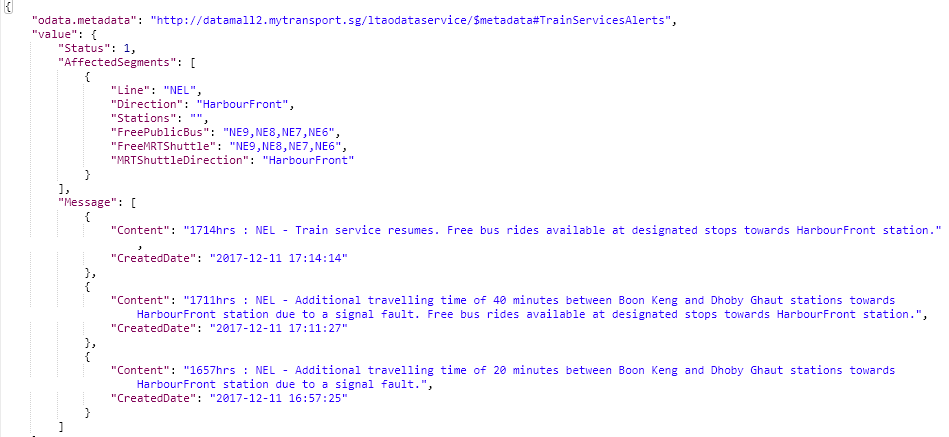 {
"odata.metadata": "http://datamall2.mytransport.sg/ltaodataservice/$metadata#TrainServicesAlerts",
"value": {
"Status": 1,
"AffectedSegments": [
{
"Line": "NEL",
"Direction": "HarbourFront",
"Stations": "",
"FreePublicBus": "NE9,NE8,NE7,NE6",
"FreeMRTShuttle": "NE9,NE8,NE7,NE6",
"MRTShuttleDirection": "HarbourFront"
}
],
"Message": [
{
"Content": "1714hrs : NEL - Train service resumes. Free bus rides available at designated stops towards HarbourFront station."
,
"CreatedDate": "2017-12-11 17:14:14"
},
{
"Content": "1711hrs : NEL - Additional travelling time of 40 minutes between Boon Keng and Dhoby Ghaut stations towards
HarbourFront station due to a signal fault. Free bus rides available at designated stops towards HarbourFront station.",
"CreatedDate": "2017-12-11 17:11:27"
},
{
"Content": "1657hrs : NEL - Additional travelling time of 20 minutes between Boon Keng and Dhoby Ghaut stations towards
HarbourFront station due to a signal fault.",
"CreatedDate": "2017-12-11 16:57:25"
}
]